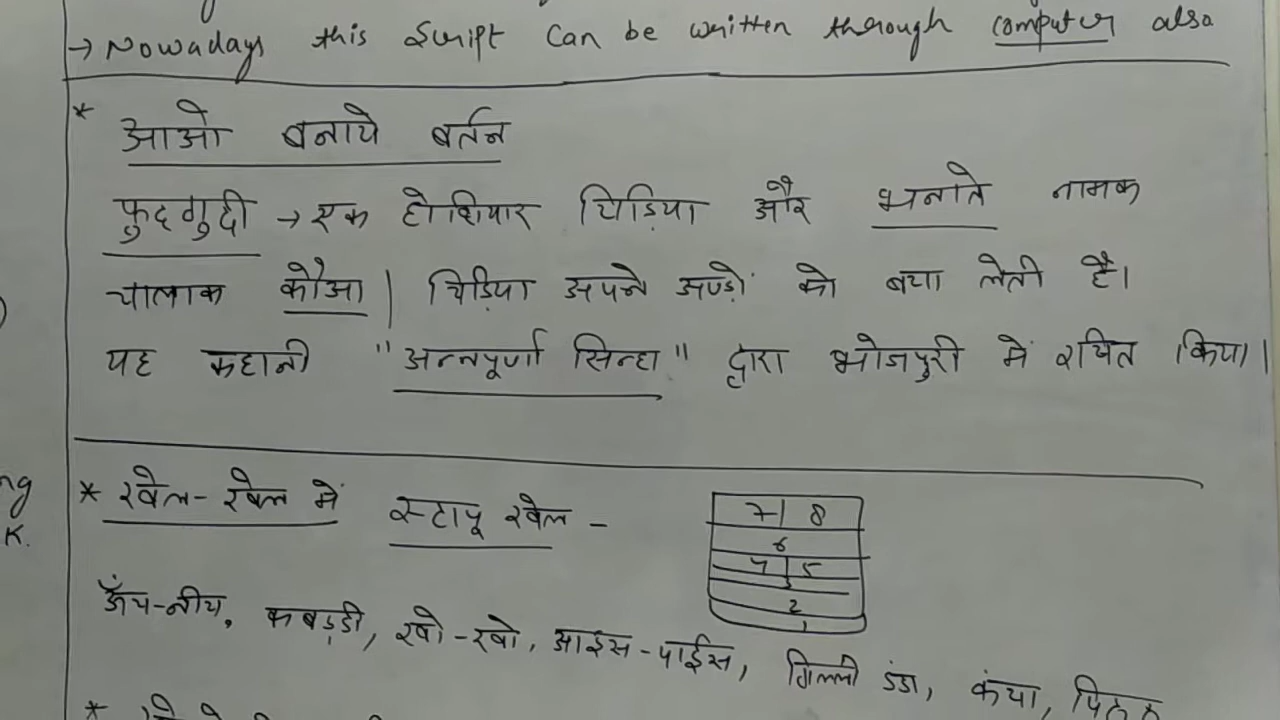 → Nowadays this Script Can be written through computer also
* आओ बनाये बर्तन
फुदगुदी → एक होशियार चिड़िया और भनाते नामक
चालाक कौआ | चिड़िया अपने अण्डों को बचा लेती है।
यह कहानी "अन्नपूर्णा सिन्हा" द्वारा भोजपुरी में रचित किया।
ng
K.
* खेल-खेल में स्टापू खेल -
7 8
6
4 5
3
2
1
ऊँच-नीच, कबड्डी, खो-खो, आइस-पाईस, गिल्ली डंडा, कंचा,
*